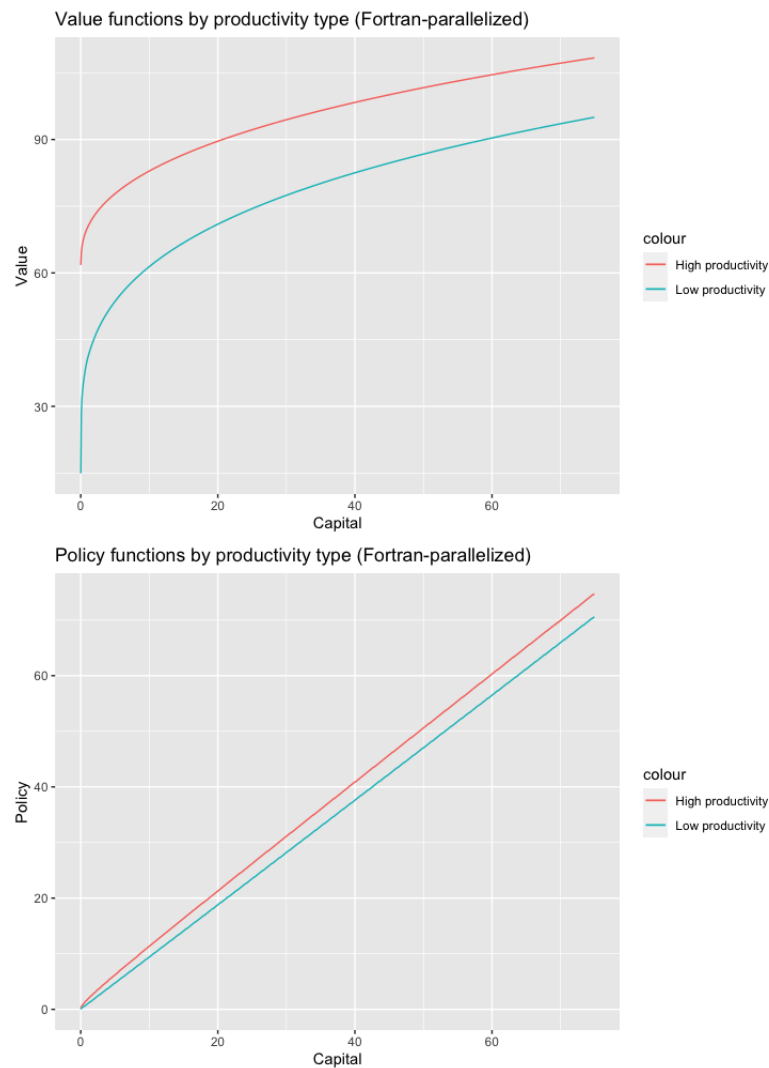 Value functions by productivity type (Fortran-parallelized)
90
60
30
Value
0
20
40
60
Capital
colour
High productivity
Low productivity
Policy functions by productivity type (Fortran-parallelized)
60
40
20
0
Policy
0
20
40
60
Capital
colour
High productivity
Low productivity